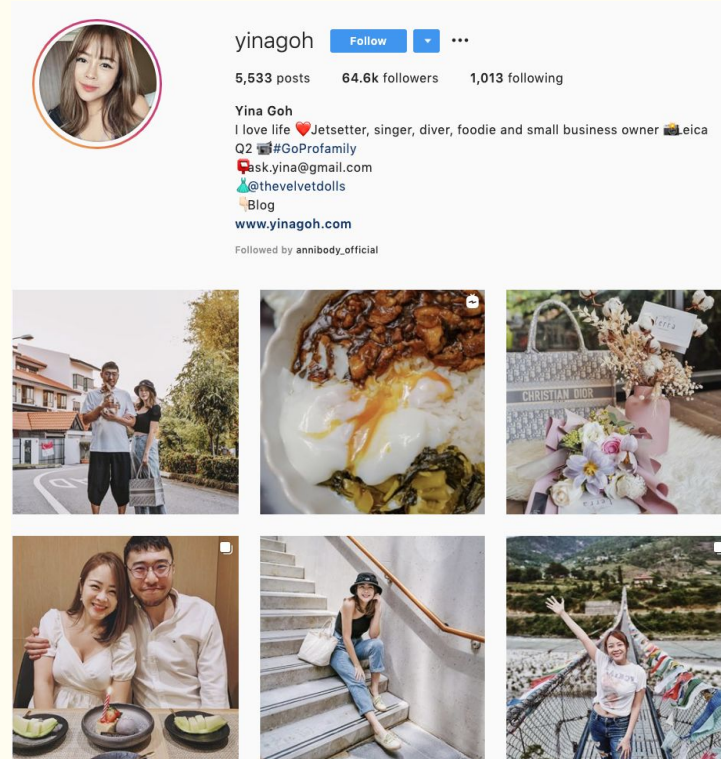 yinagoh Follow
5,533 posts 64.6k followers 1,013 following
Yina Goh
I love life ❤️Jetsetter, singer, diver, foodie and small business owner 📸Leica
Q2 📹#GoProfamily
📮ask.yina@gmail.com
👗@thevelvetdolls
👇🏻Blog
www.yinagoh.com
Followed by annibody_official
CHRISTIAN DIOR